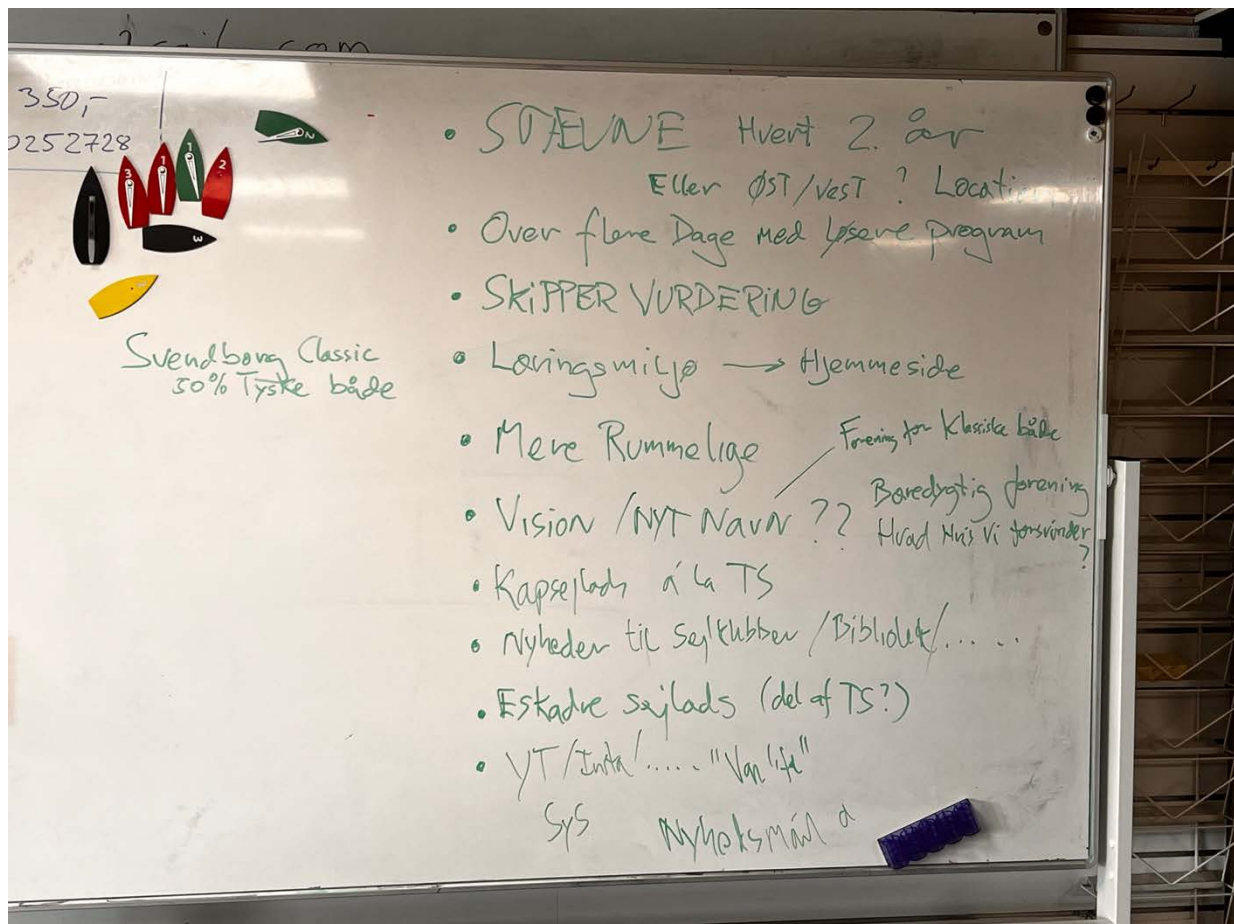 350,-
0252728
• STÆVNE Hvert 2. år
Eller ØST/vesT ? Locati
• Over flere Dage med løsere program
• SKiPPER VURDERiNG
Svendborg Classic
50% Tyske både
• Læringsmiljø → Hjemmeside
• Mere Rummelige
Forening for Klassiske både
• Vision /NYT Navn ??
Bæredygtig forening
Hvad Hvis vi forsvinder
?
• Kapsejlads á la TS
• Nyheder til Sejlklubber /Bibliotek/......
• Eskadre sejlads (del af TS?)
• YT/Insta/..... "Van life"
SyS Nyhedsmail